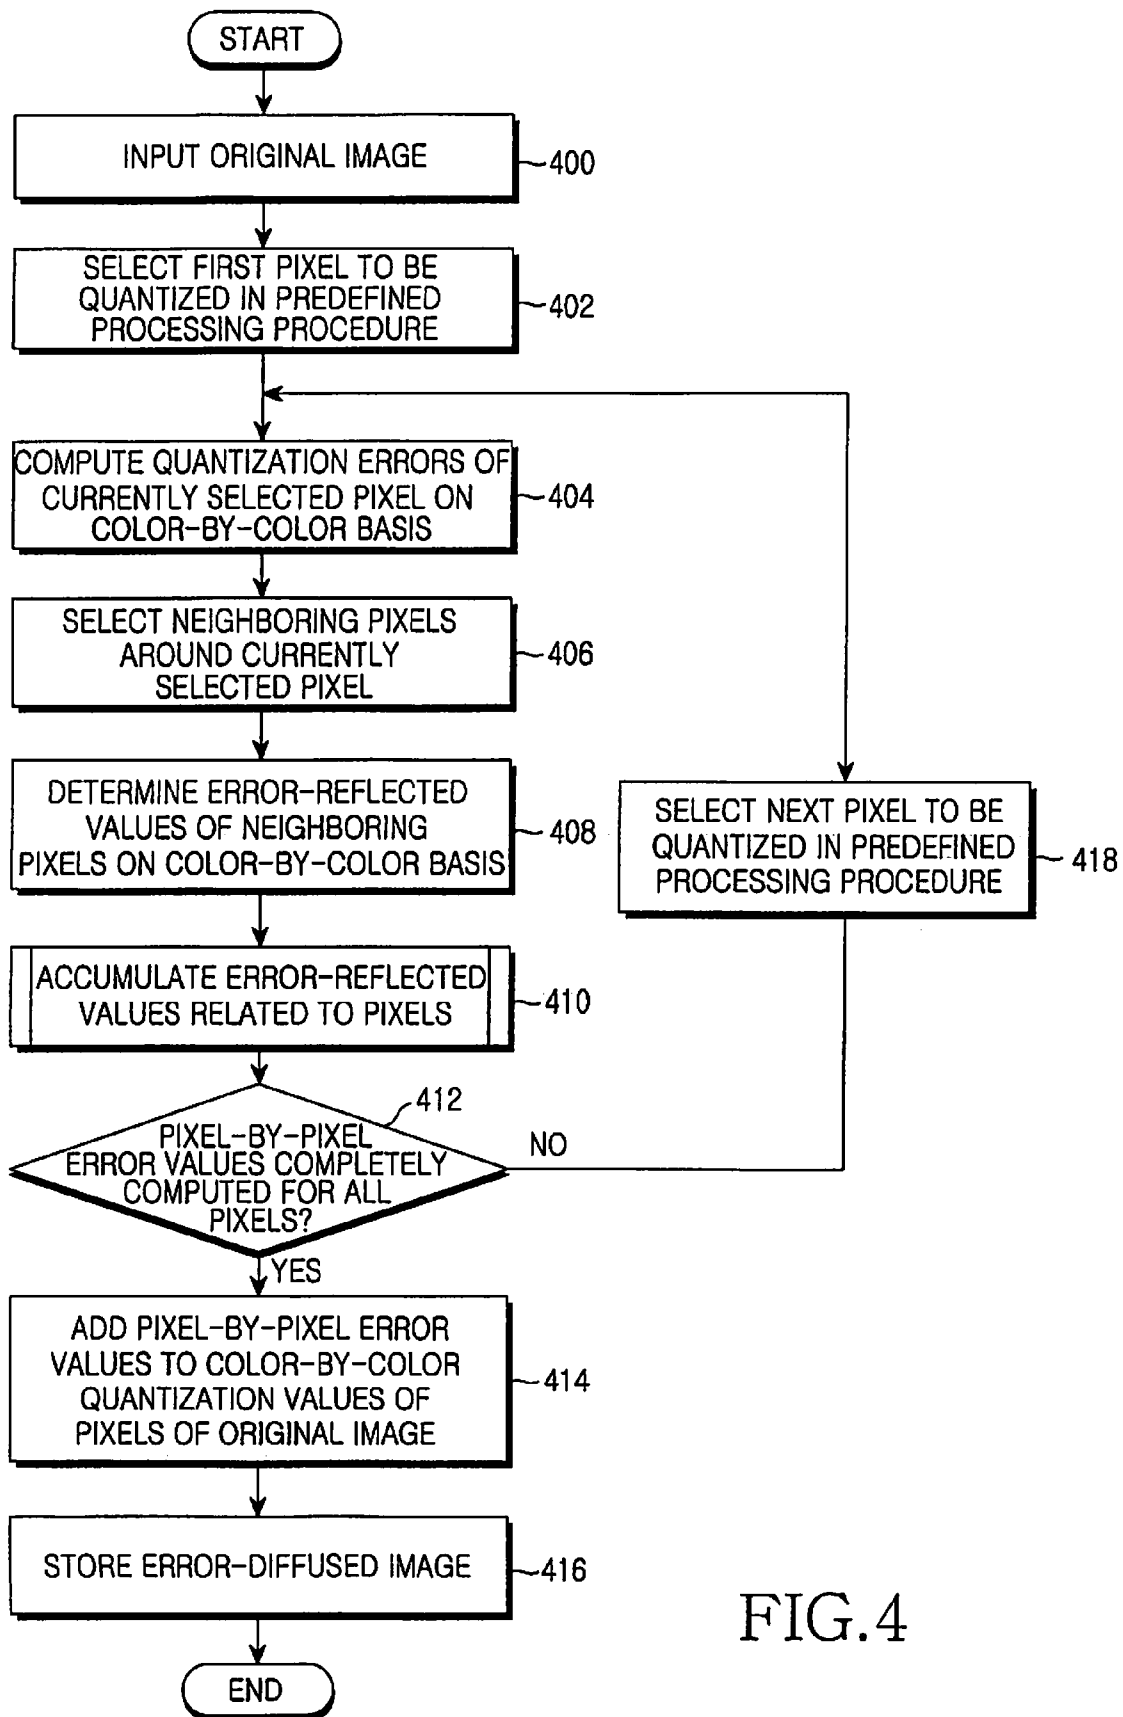 START
INPUT ORIGINAL IMAGE
400
SELECT FIRST PIXEL TO BE
QUANTIZED IN PREDEFINED
PROCESSING PROCEDURE
402
COMPUTE QUANTIZATION ERRORS OF
CURRENTLY SELECTED PIXEL ON
COLOR-BY-COLOR BASIS
404
SELECT NEIGHBORING PIXELS
AROUND CURRENTLY
SELECTED PIXEL
406
DETERMINE ERROR-REFLECTED
VALUES OF NEIGHBORING
PIXELS ON COLOR-BY-COLOR BASIS
408
SELECT NEXT PIXEL TO BE
QUANTIZED IN PREDEFINED
PROCESSING PROCEDURE
418
ACCUMULATE ERROR-REFLECTED
VALUES RELATED TO PIXELS
410
412
PIXEL-BY-PIXEL
ERROR VALUES COMPLETELY
COMPUTED FOR ALL
PIXELS?
NO
YES
ADD PIXEL-BY-PIXEL ERROR
VALUES TO COLOR-BY-COLOR
QUANTIZATION VALUES OF
PIXELS OF ORIGINAL IMAGE
414
STORE ERROR-DIFFUSED IMAGE
416
END
FIG.4